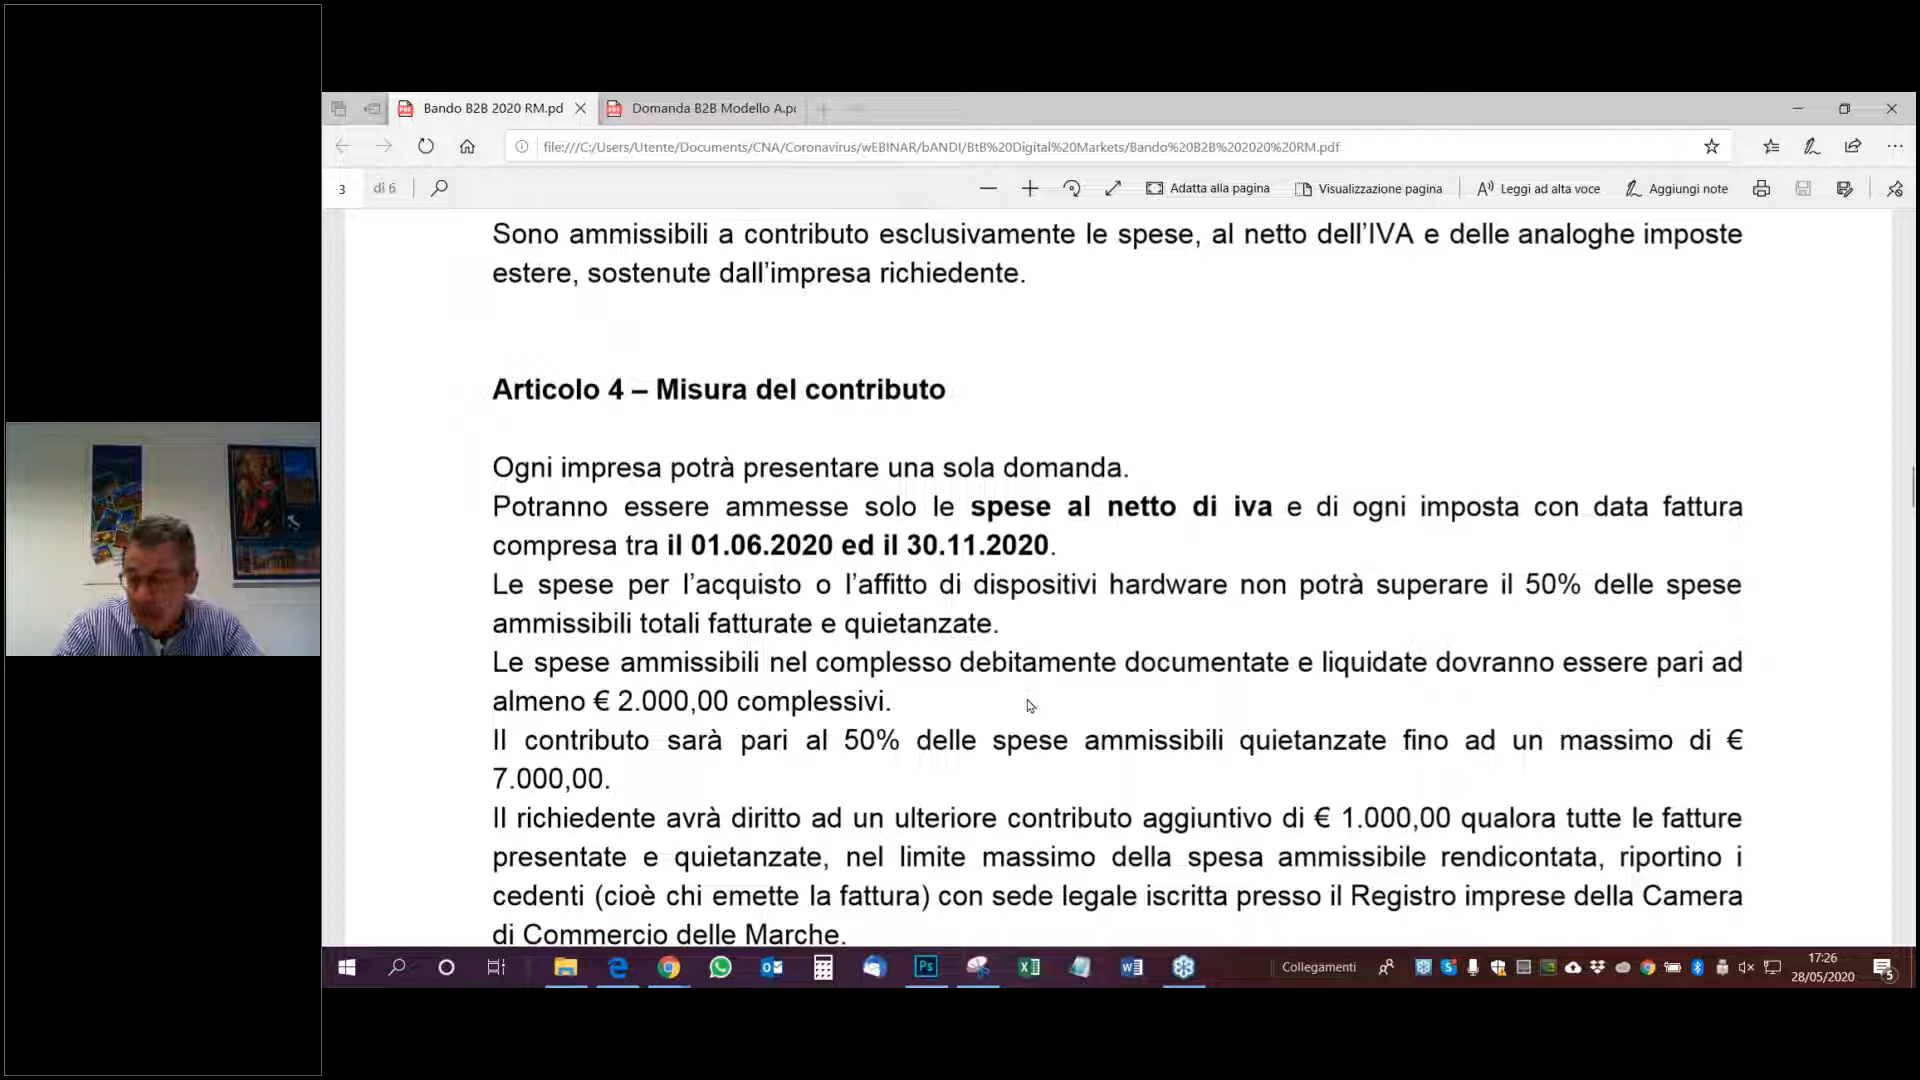 Bando B2B 2020 RM.pd
Domanda B2B Modello A.p
file:///C:/Users/Utente/Documents/CNA/Coronavirus/wEBINAR/bANDI/BtB%20Digital%20Markets/Bando%20B2B%202020%20RM.pdf
3 di 6
Adatta alla pagina
Visualizzazione pagina
Leggi ad alta voce
Aggiungi note
Sono ammissibili a contributo esclusivamente le spese, al netto dell’IVA e delle analoghe imposte
estere, sostenute dall’impresa richiedente.
Articolo 4 – Misura del contributo
Ogni impresa potrà presentare una sola domanda.
Potranno essere ammesse solo le spese al netto di iva e di ogni imposta con data fattura
compresa tra il 01.06.2020 ed il 30.11.2020.
Le spese per l’acquisto o l’affitto di dispositivi hardware non potrà superare il 50% delle spese
ammissibili totali fatturate e quietanzate.
Le spese ammissibili nel complesso debitamente documentate e liquidate dovranno essere pari ad
almeno € 2.000,00 complessivi.
Il contributo sarà pari al 50% delle spese ammissibili quietanzate fino ad un massimo di €
7.000,00.
Il richiedente avrà diritto ad un ulteriore contributo aggiuntivo di € 1.000,00 qualora tutte le fatture
presentate e quietanzate, nel limite massimo della spesa ammissibile rendicontata, riportino i
cedenti (cioè chi emette la fattura) con sede legale iscritta presso il Registro imprese della Camera
di Commercio delle Marche.
Ps
Collegamenti
17:26
28/05/2020
5